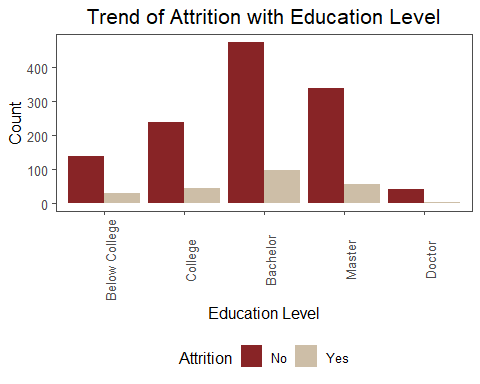 Trend of Attrition with Education Level
Count
400
300
200
100
0
Below College
College
Bachelor
Master
Doctor
Education Level
Attrition No Yes